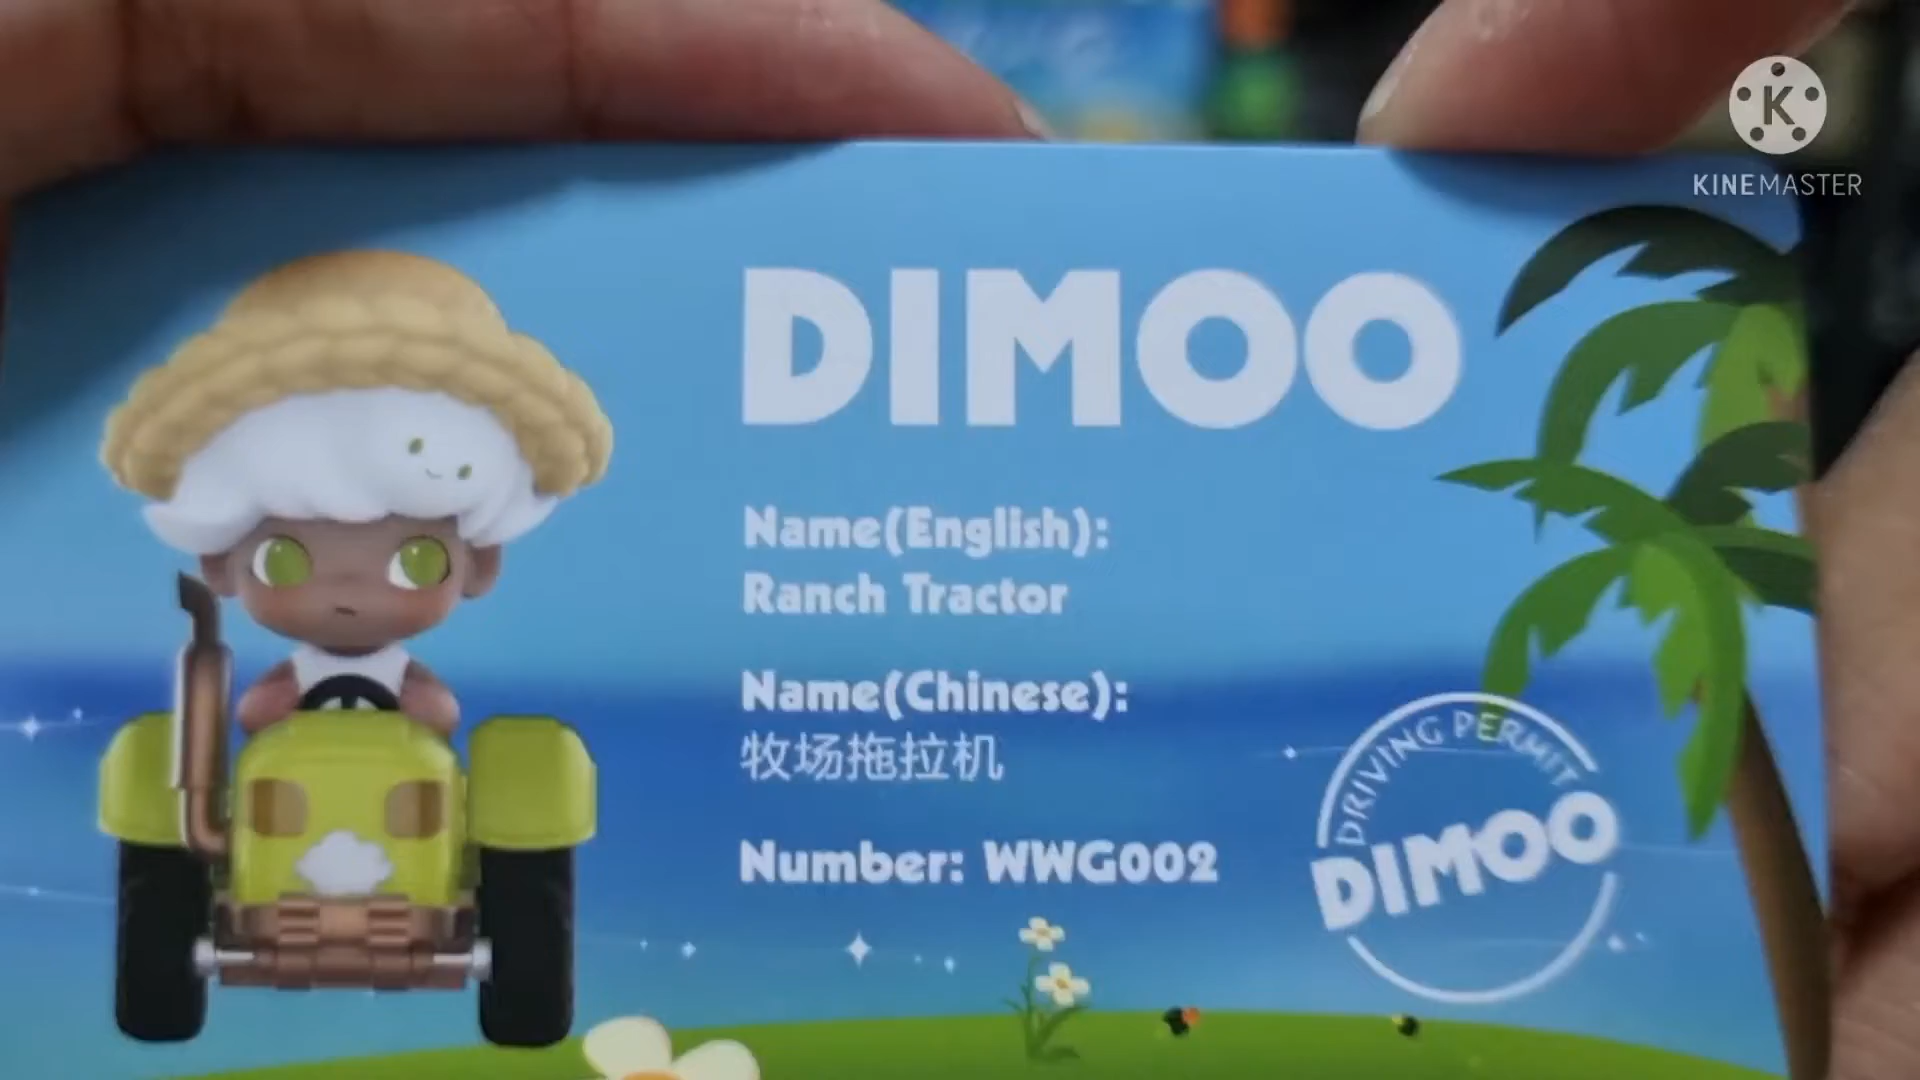 KINEMASTER
DIMOO
Name(English):
Ranch Tractor
Name(Chinese):
牧场拖拉机
Number: WWG002
DRIVING PERMIT
DIMOO